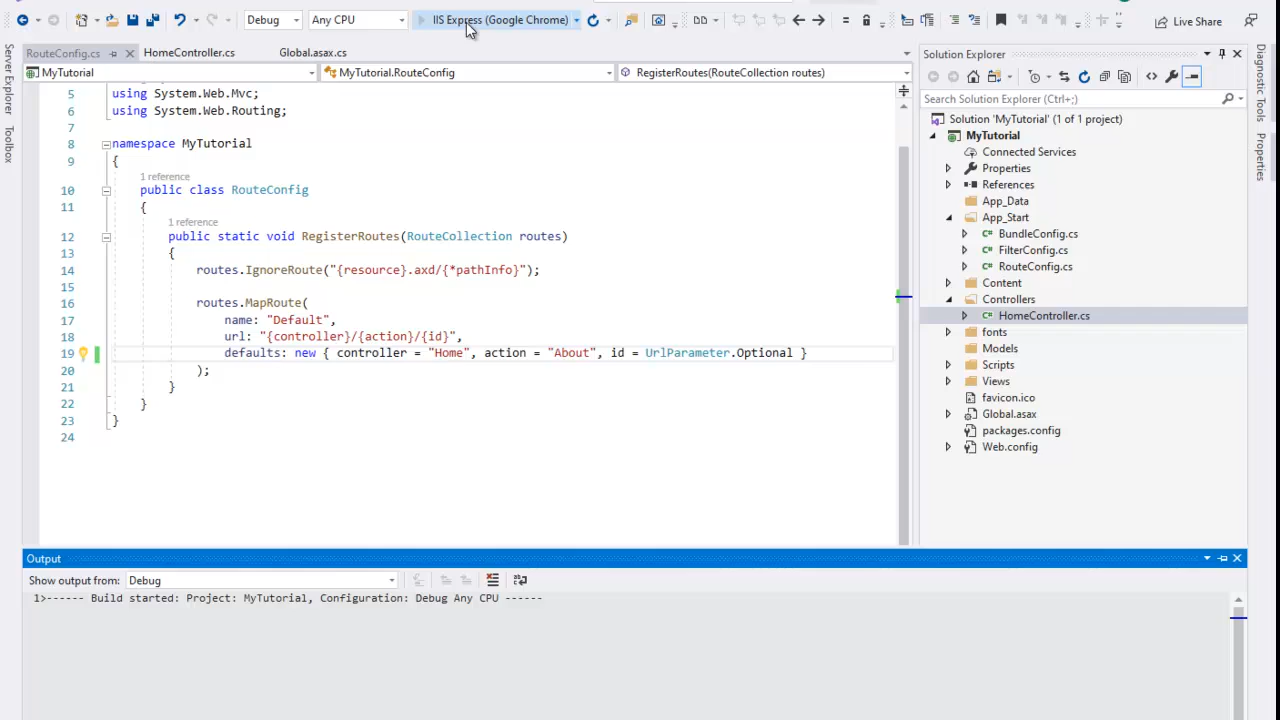 Debug
Any CPU
IIS Express (Google Chrome)
Live Share
RouteConfig.cs
HomeController.cs
Global.asax.cs
MyTutorial
MyTutorial.RouteConfig
RegisterRoutes(RouteCollection routes)
Server Explorer
Toolbox
5 using System.Web.Mvc;
6 using System.Web.Routing;
7
8 namespace MyTutorial
9 {
1 reference
10 public class RouteConfig
11 {
1 reference
12 public static void RegisterRoutes(RouteCollection routes)
13 {
14 routes.IgnoreRoute("{resource}.axd/{*pathInfo}");
15
16 routes.MapRoute(
17 name: "Default",
18 url: "{controller}/{action}/{id}",
19 defaults: new { controller = "Home", action = "About", id = UrlParameter.Optional }
20 );
21 }
22 }
23 }
24
Solution Explorer
Search Solution Explorer (Ctrl+;)
Solution 'MyTutorial' (1 of 1 project)
MyTutorial
Connected Services
Properties
References
App_Data
App_Start
BundleConfig.cs
FilterConfig.cs
RouteConfig.cs
Content
Controllers
HomeController.cs
fonts
Models
Scripts
Views
favicon.ico
Global.asax
packages.config
Web.config
Diagnostic Tools
Properties
Output
Show output from: Debug
1>------ Build started: Project: MyTutorial, Configuration: Debug Any CPU ------